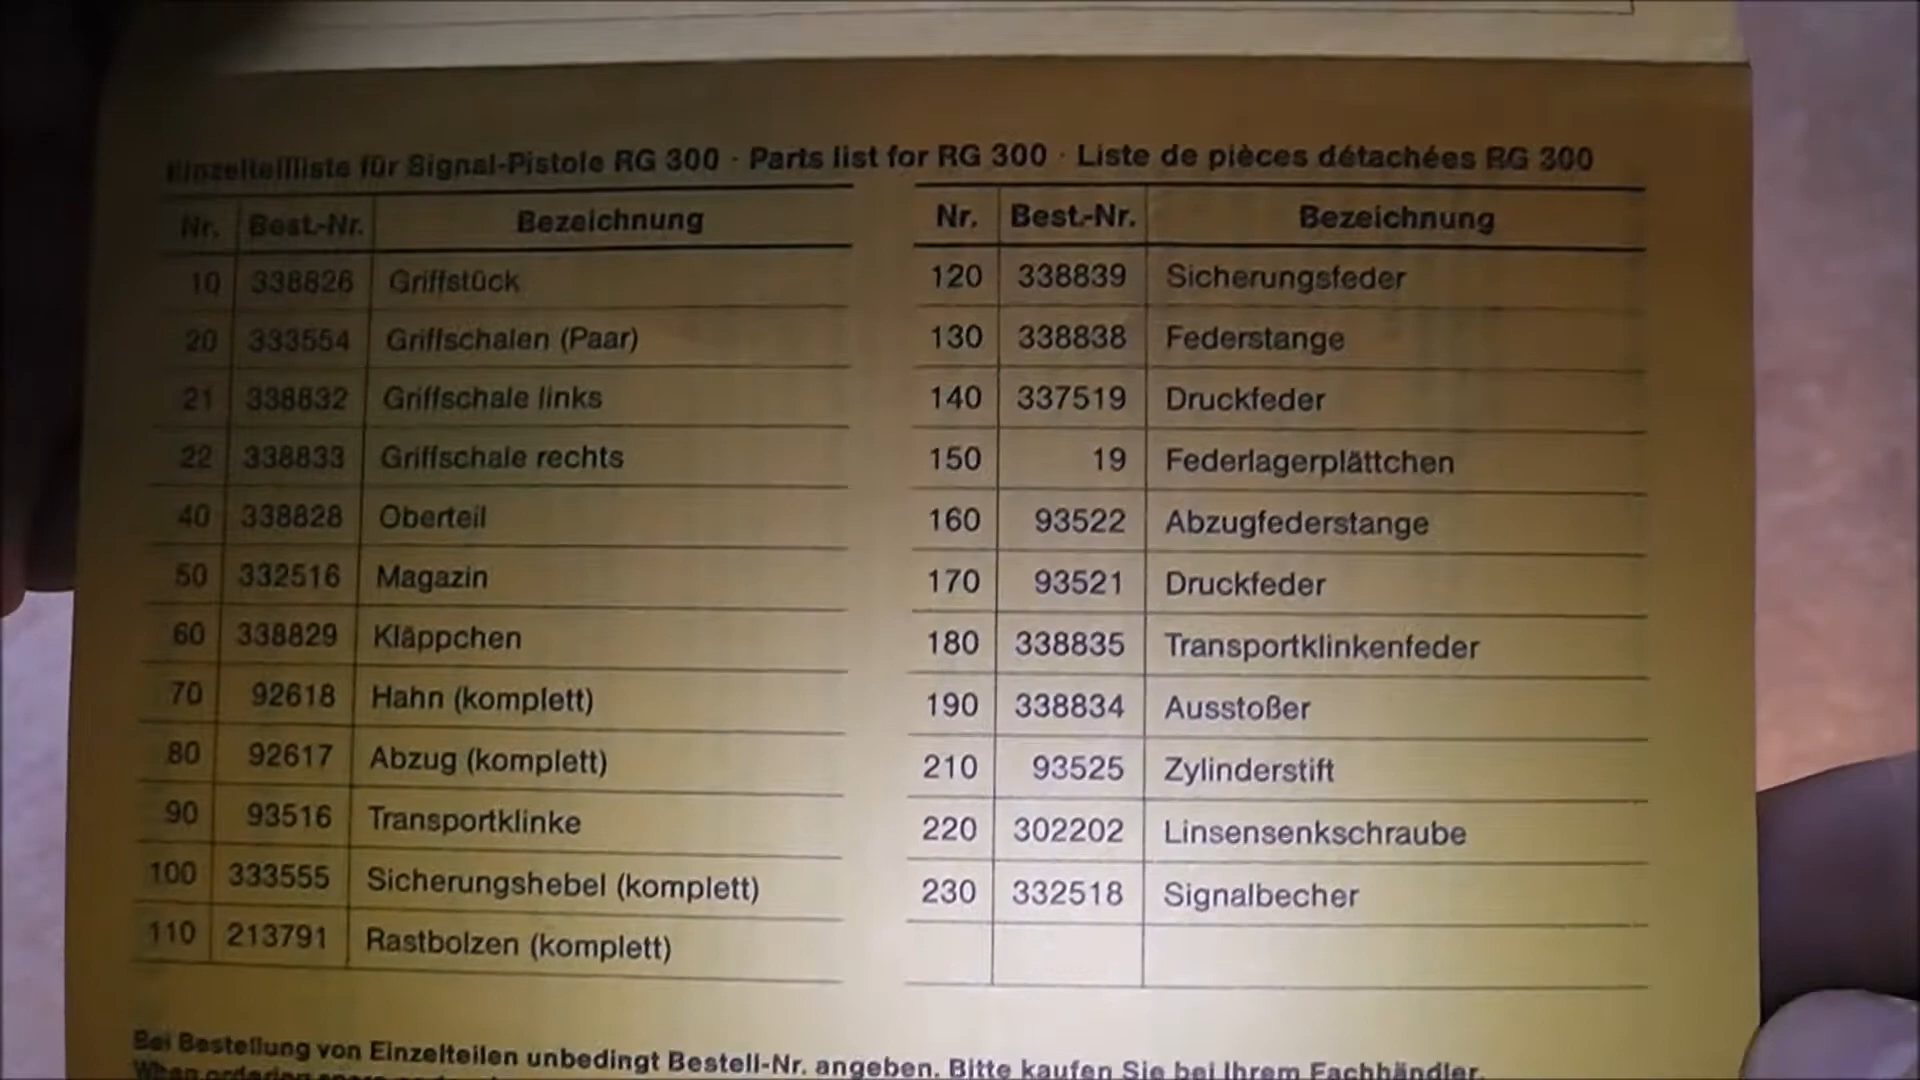 Einzelteilliste für Signal-Pistole RG 300 · Parts list for RG 300 · Liste de pièces détachées RG 300
Nr. Best.-Nr. Bezeichnung
10 338826 Griffstück
20 333554 Griffschalen (Paar)
21 338832 Griffschale links
22 338833 Griffschale rechts
40 338828 Oberteil
50 332516 Magazin
60 338829 Kläppchen
70 92618 Hahn (komplett)
80 92617 Abzug (komplett)
90 93516 Transportklinke
100 333555 Sicherungshebel (komplett)
110 213791 Rastbolzen (komplett)
Nr. Best.-Nr. Bezeichnung
120 338839 Sicherungsfeder
130 338838 Federstange
140 337519 Druckfeder
150 19 Federlagerplättchen
160 93522 Abzugfederstange
170 93521 Druckfeder
180 338835 Transportklinkenfeder
190 338834 Ausstoßer
210 93525 Zylinderstift
220 302202 Linsensenkschraube
230 332518 Signalbecher
Bei Bestellung von Einzelteilen unbedingt Bestell-Nr. angeben. Bitte kaufen Sie bei Ihrem Fachhändler.
When ordering